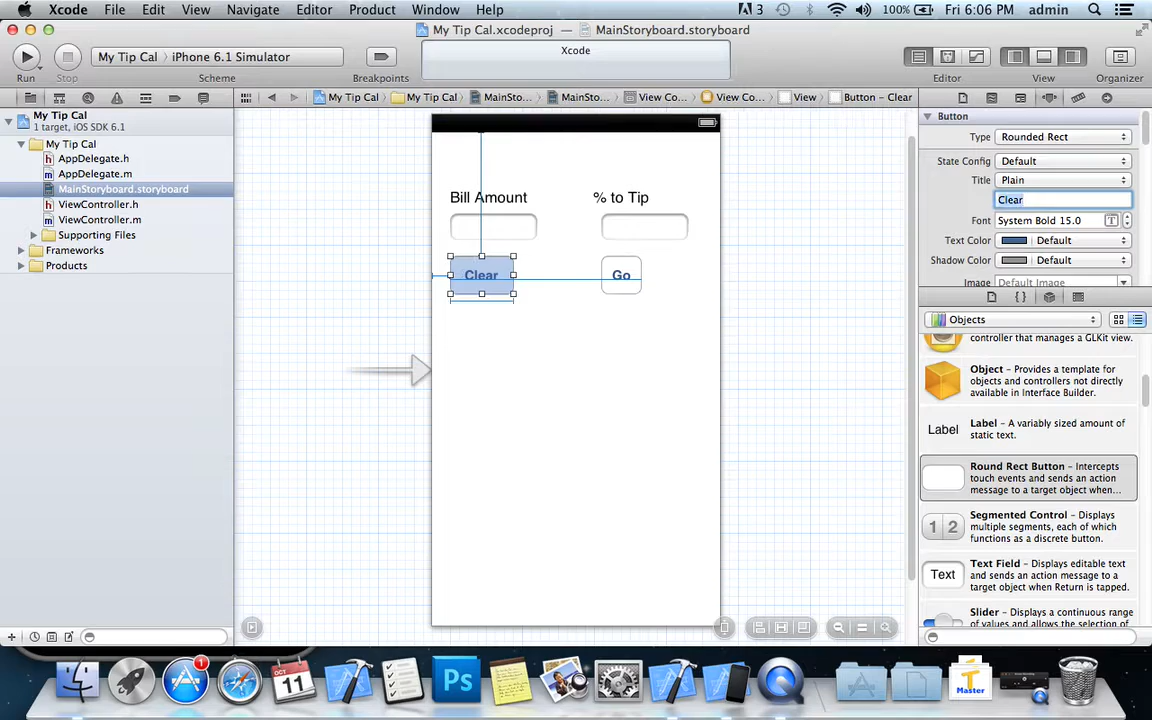 Xcode File Edit View Navigate Editor Product Window Help 3 100% Fri 6:06 PM admin
My Tip Cal.xcodeproj — MainStoryboard.storyboard
My Tip Cal iPhone 6.1 Simulator
Xcode
Run Stop Scheme Breakpoints Editor View Organizer
My Tip Cal My Tip Cal MainSto... MainSto... View Co... View Co... View Button – Clear
My Tip Cal
1 target, iOS SDK 6.1
My Tip Cal
h AppDelegate.h
m AppDelegate.m
MainStoryboard.storyboard
h ViewController.h
m ViewController.m
Supporting Files
Frameworks
Products
Bill Amount % to Tip
Clear Go
Button
Type Rounded Rect
State Config Default
Title Plain
Clear
Font System Bold 15.0 T
Text Color Default
Shadow Color Default
Image Default Image
{}
Objects
controller that manages a GLKit view.
Object – Provides a template for
objects and controllers not directly
available in Interface Builder.
Label
Label – A variably sized amount of
static text.
Round Rect Button – Intercepts
touch events and sends an action
message to a target object when...
1 2
Segmented Control – Displays
multiple segments, each of which
functions as a discrete button.
Text
Text Field – Displays editable text
and sends an action message to a
target object when Return is tapped.
Slider – Displays a continuous range
of values and allows the selection of
1
11
Ps
T
Master